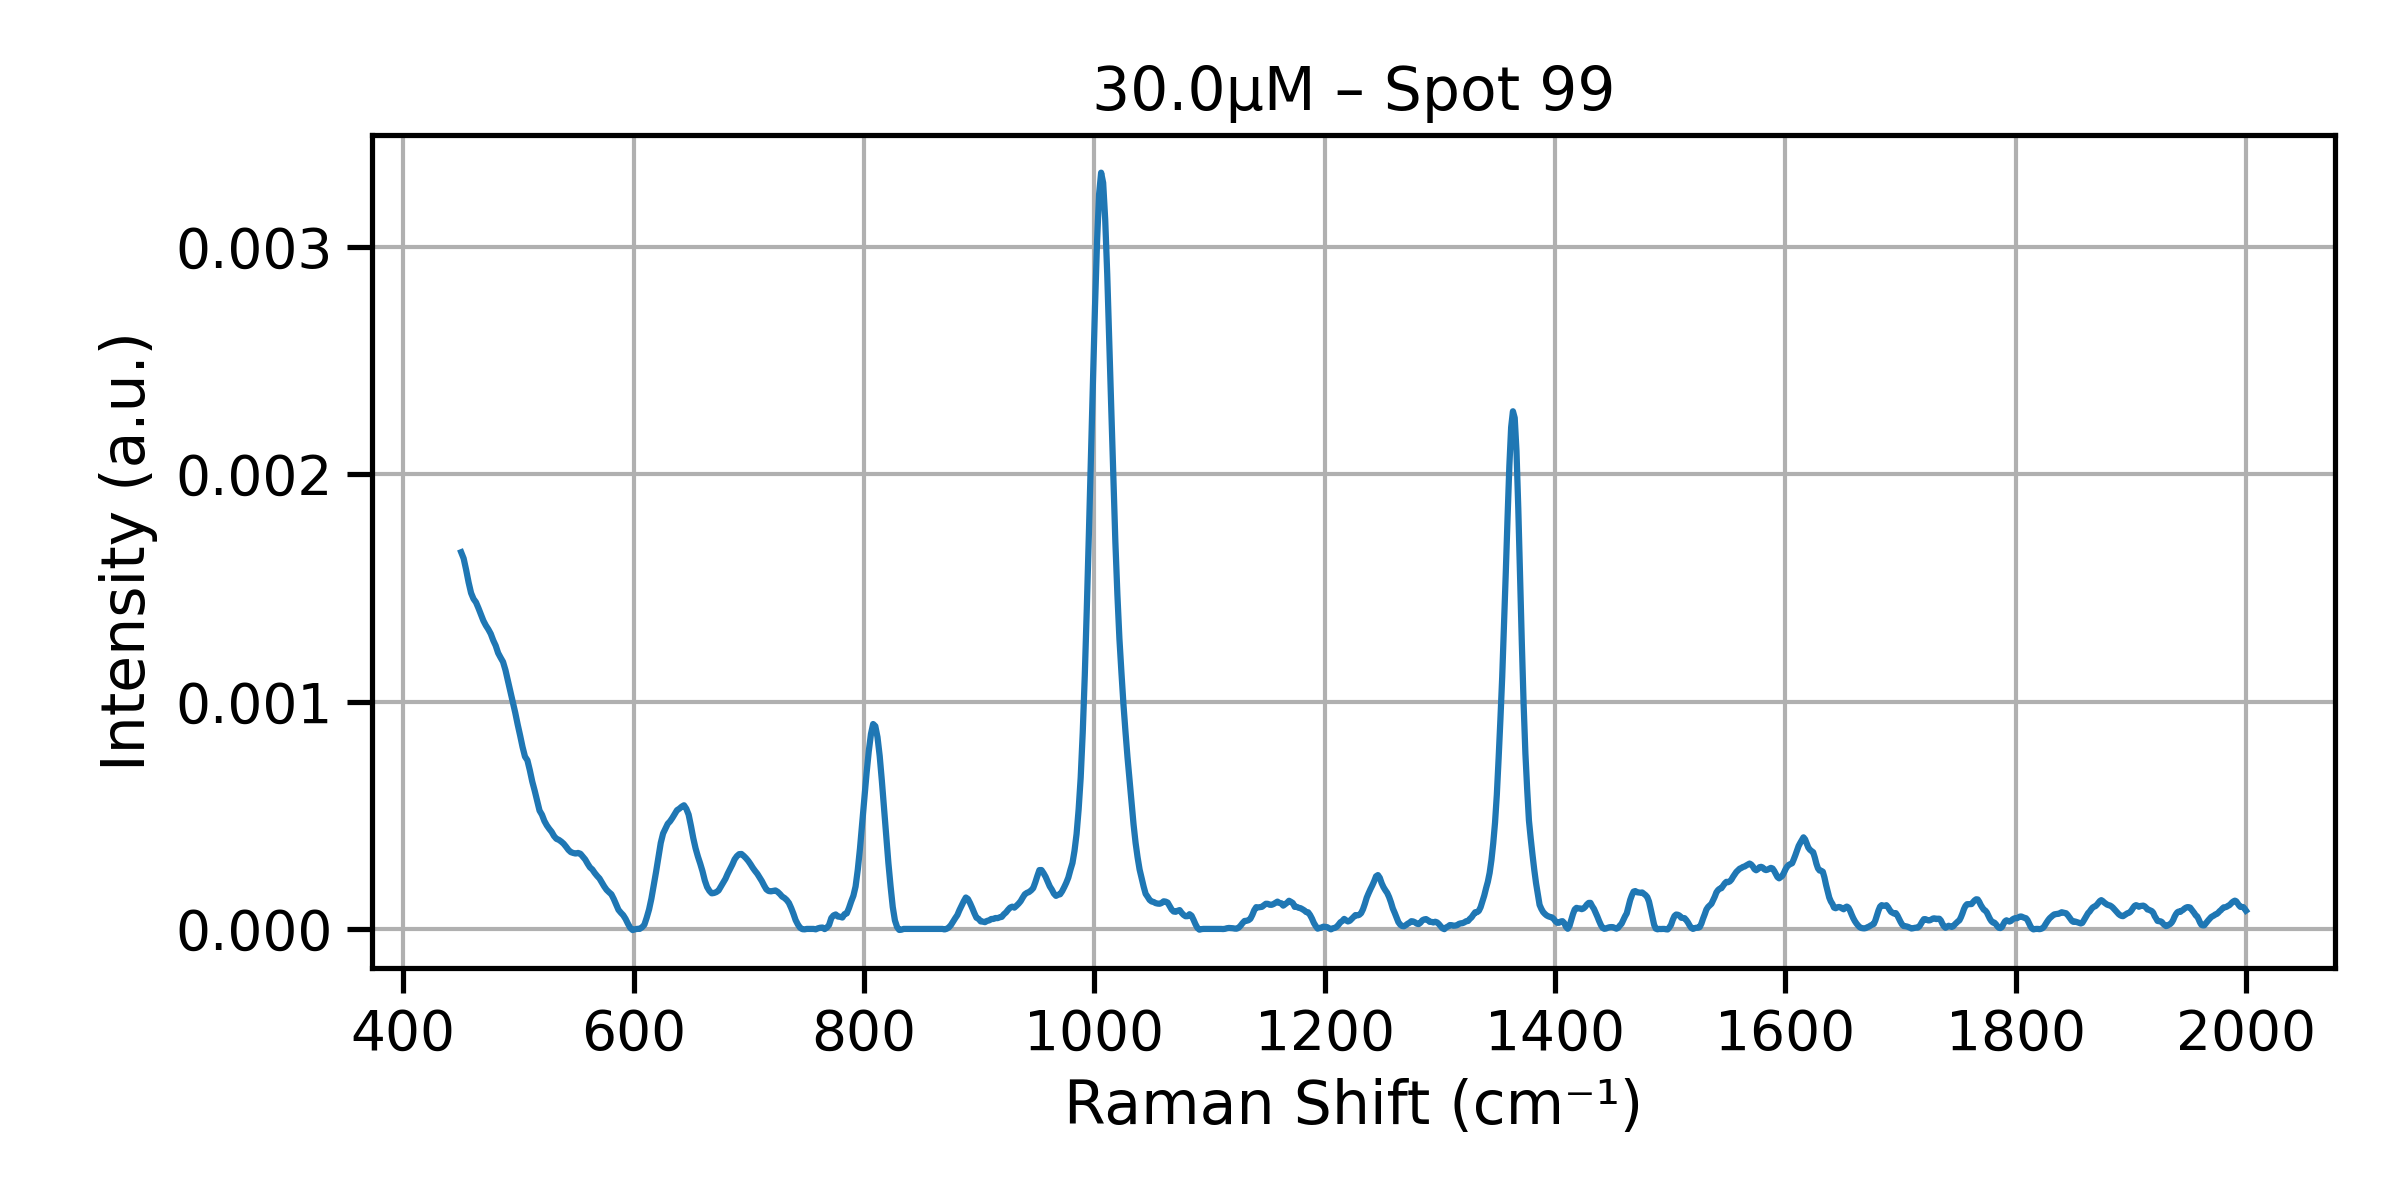 30.0μM – Spot 99
Intensity (a.u.)
0.003
0.002
0.001
0.000
400 600 800 1000 1200 1400 1600 1800 2000
Raman Shift (cm⁻¹)